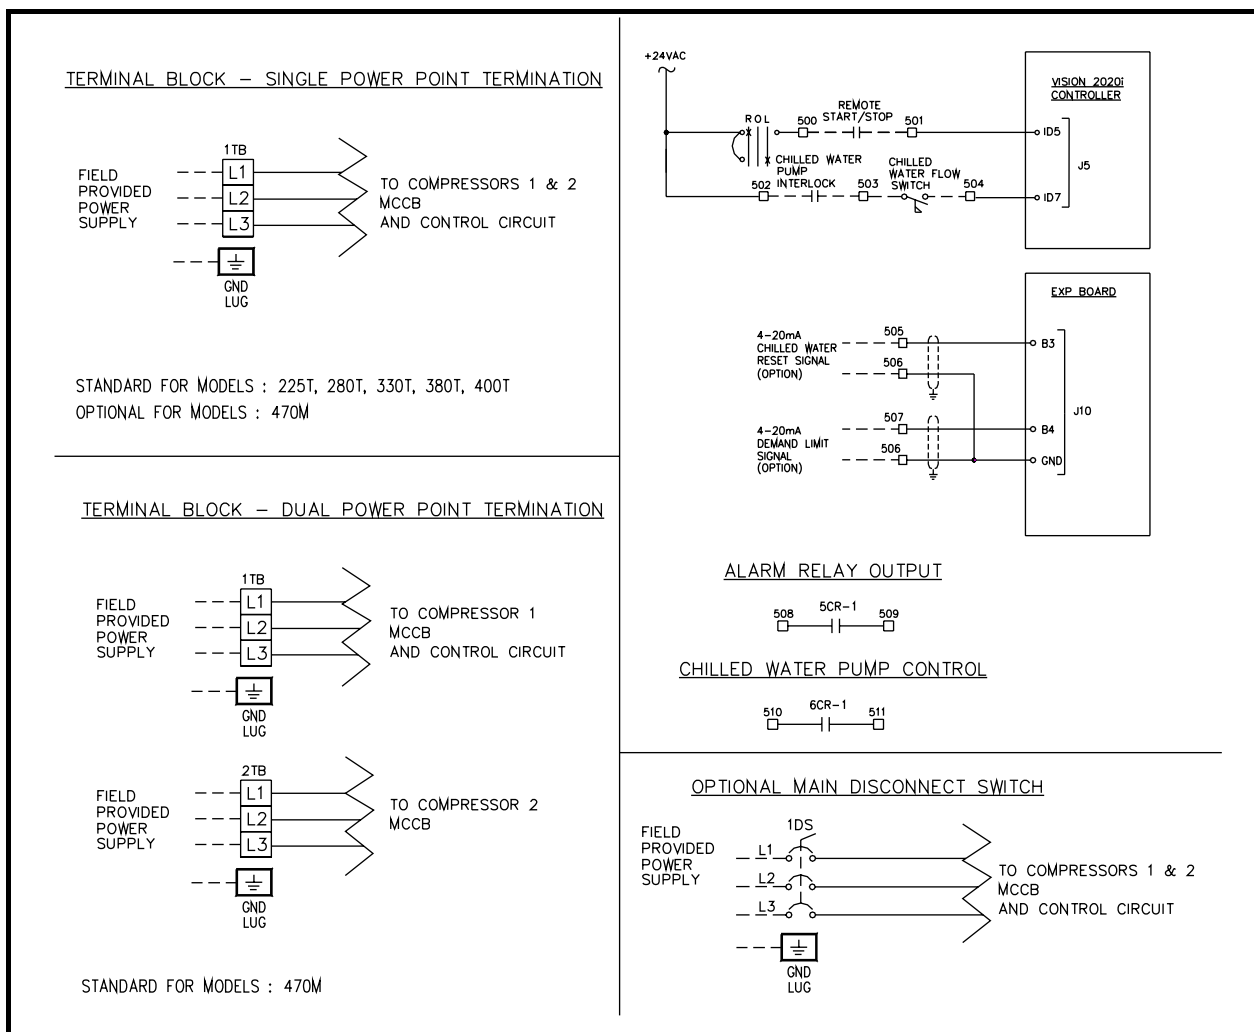 TERMINAL BLOCK – SINGLE POWER POINT TERMINATION
1TB
FIELD
PROVIDED
POWER
SUPPLY
L1
L2
L3
TO COMPRESSORS 1 & 2
MCCB
AND CONTROL CIRCUIT
GND
LUG
STANDARD FOR MODELS : 225T, 280T, 330T, 380T, 400T
OPTIONAL FOR MODELS : 470M
TERMINAL BLOCK – DUAL POWER POINT TERMINATION
1TB
FIELD
PROVIDED
POWER
SUPPLY
L1
L2
L3
TO COMPRESSOR 1
MCCB
AND CONTROL CIRCUIT
GND
LUG
2TB
FIELD
PROVIDED
POWER
SUPPLY
L1
L2
L3
TO COMPRESSOR 2
MCCB
GND
LUG
STANDARD FOR MODELS : 470M
+24VAC
R O L
500
REMOTE
START/STOP
501
VISION 2020i
CONTROLLER
ID5
J5
ID7
502
CHILLED WATER
PUMP
INTERLOCK
503
CHILLED
WATER FLOW
SWITCH
504
EXP BOARD
4–20mA
CHILLED WATER
RESET SIGNAL
(OPTION)
505
506
B3
J10
4–20mA
DEMAND LIMIT
SIGNAL
(OPTION)
507
506
B4
GND
ALARM RELAY OUTPUT
508
5CR–1
509
CHILLED WATER PUMP CONTROL
510
6CR–1
511
OPTIONAL MAIN DISCONNECT SWITCH
1DS
FIELD
PROVIDED
POWER
SUPPLY
L1
L2
L3
TO COMPRESSORS 1 & 2
MCCB
AND CONTROL CIRCUIT
GND
LUG